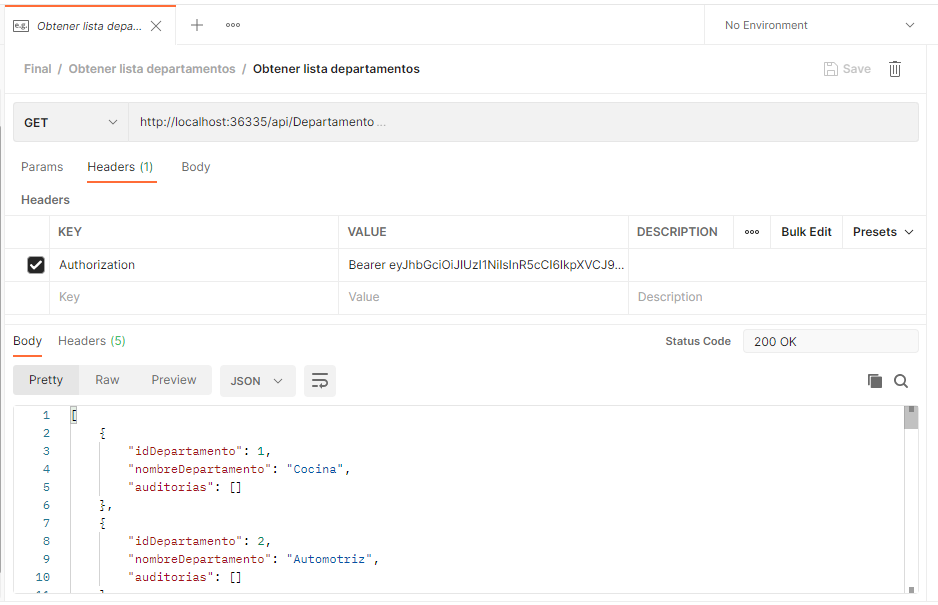 e.g. Obtener lista depa...
No Environment
Final / Obtener lista departamentos / Obtener lista departamentos
Save
GET
http://localhost:36335/api/Departamento ...
Params
Headers (1)
Body
Headers
KEY VALUE DESCRIPTION Bulk Edit Presets
Authorization Bearer eyJhbGciOiJIUzI1NiIsInR5cCI6IkpXVCJ9...
Key Value Description
Body Headers (5) Status Code 200 OK
Pretty Raw Preview JSON
1 [
2 {
3 "idDepartamento": 1,
4 "nombreDepartamento": "Cocina",
5 "auditorias": []
6 },
7 {
8 "idDepartamento": 2,
9 "nombreDepartamento": "Automotriz",
10 "auditorias": []